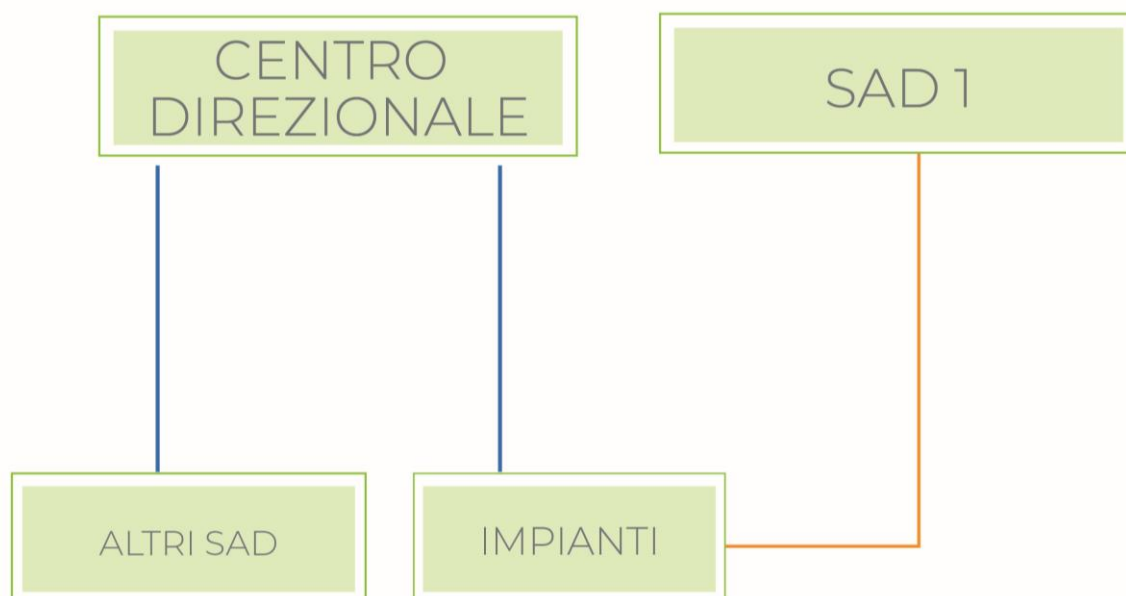 CENTRO
DIREZIONALE
SAD 1
ALTRI SAD
IMPIANTI